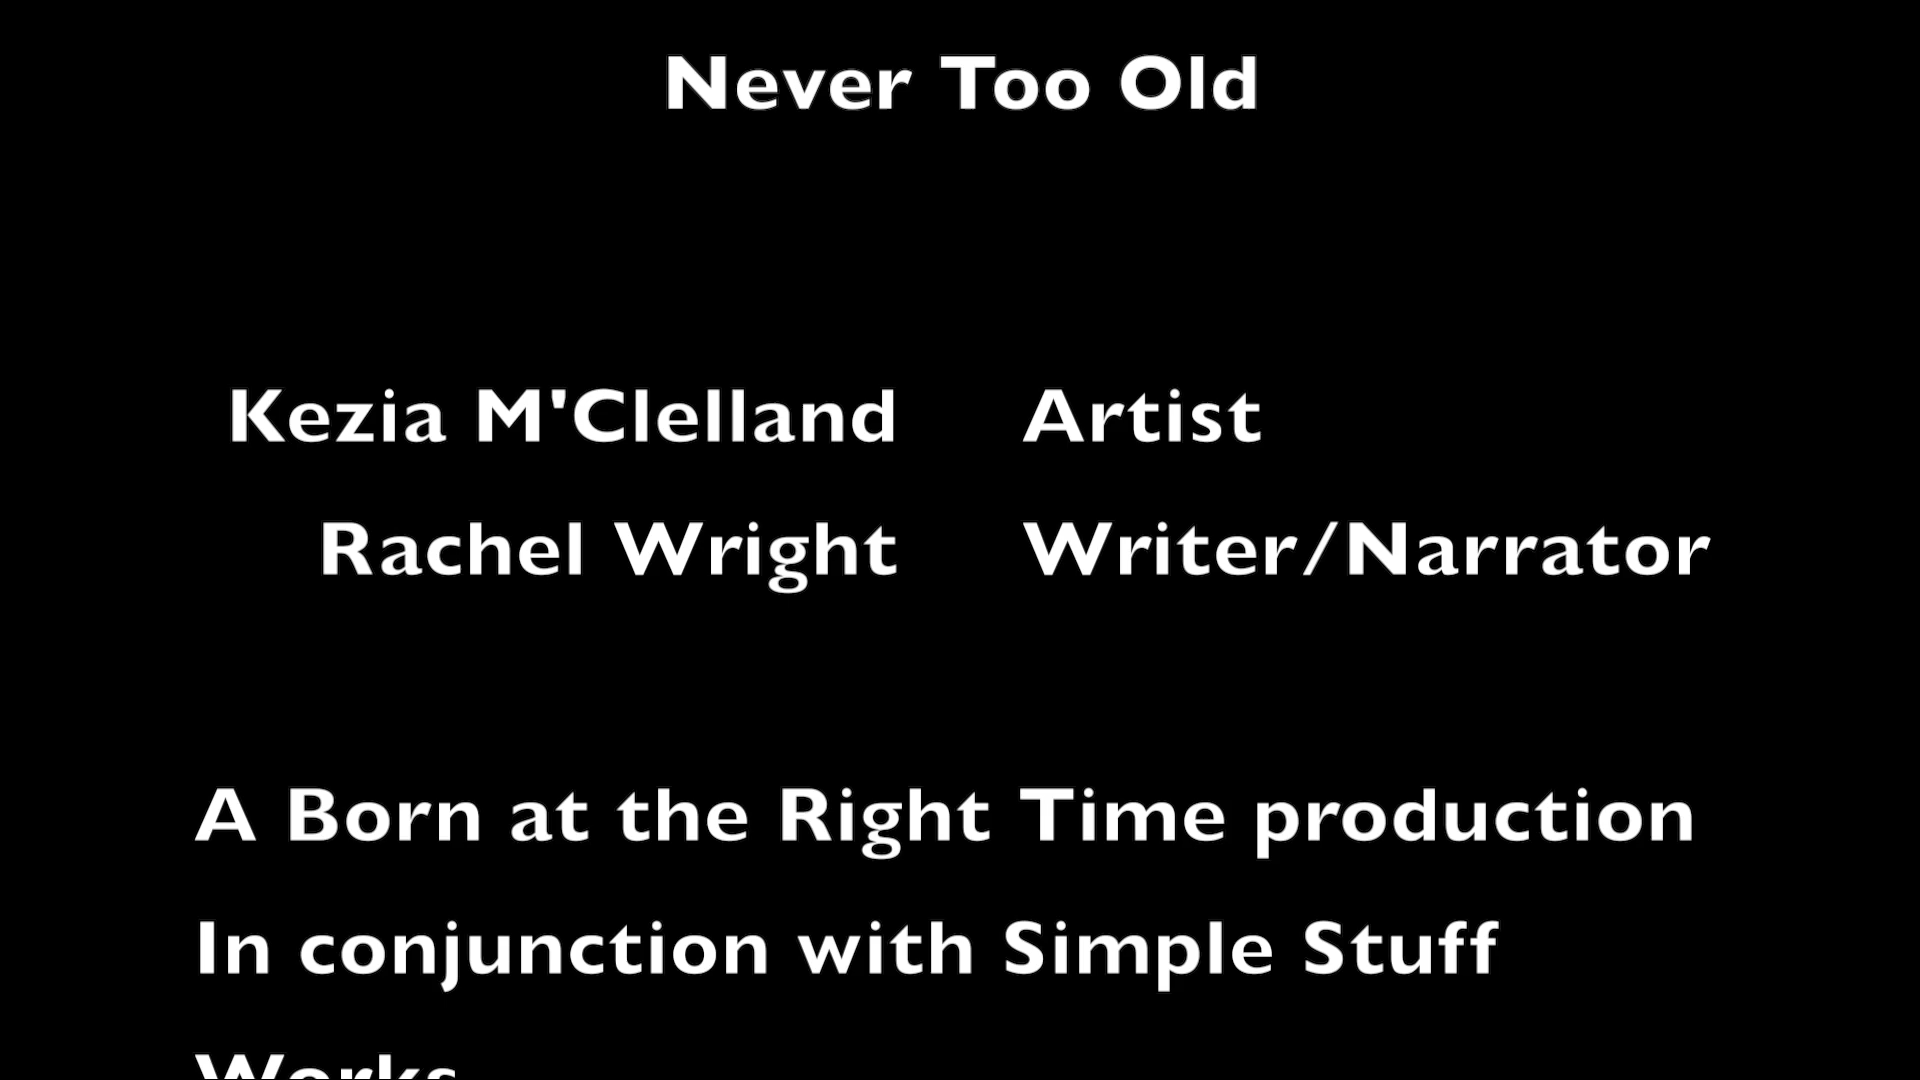 Never Too Old
Kezia M'Clelland Artist
Rachel Wright Writer/Narrator
A Born at the Right Time production
In conjunction with Simple Stuff
Works